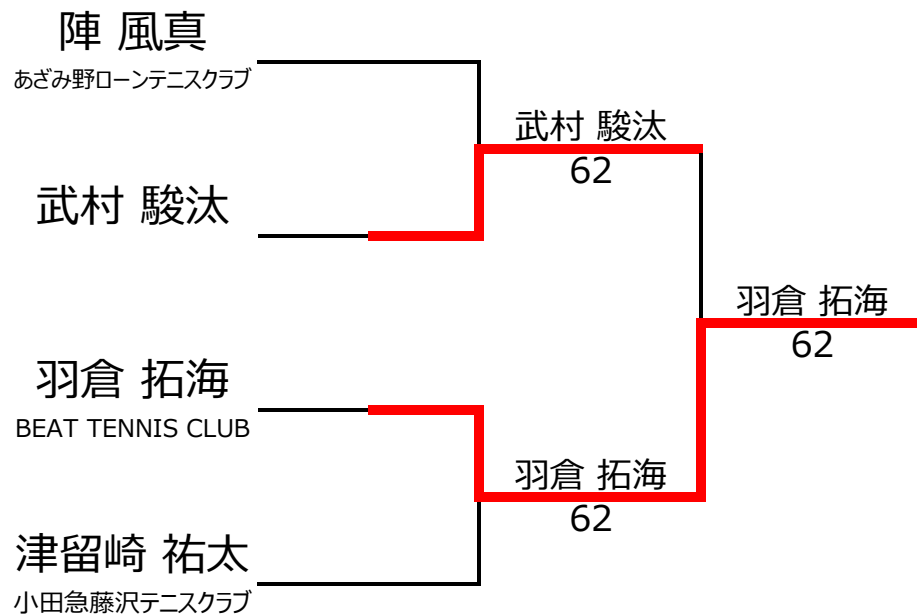 陣 風真
あざみ野ローンテニスクラブ
武村 駿汰
62
武村 駿汰
羽倉 拓海
62
羽倉 拓海
BEAT TENNIS CLUB
羽倉 拓海
62
津留崎 祐太
小田急藤沢テニスクラブ